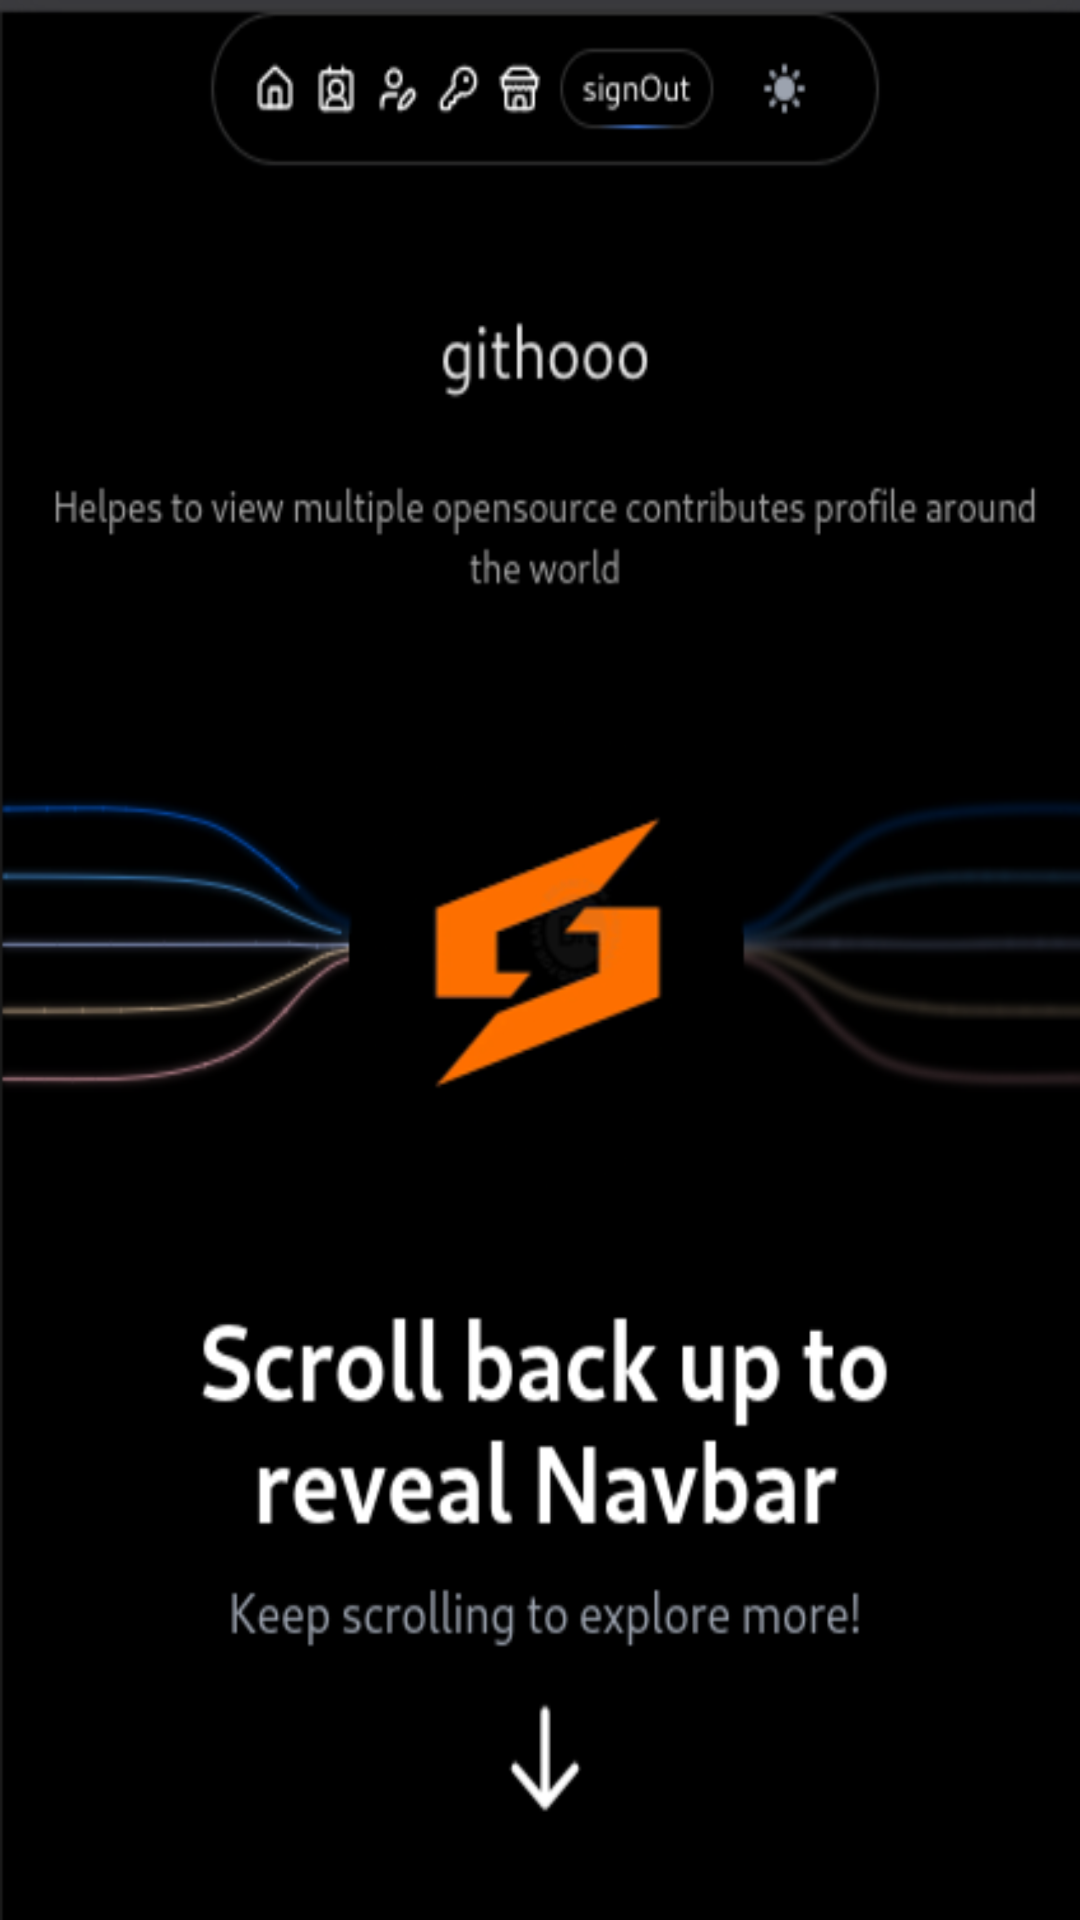 signOut
githooo
Helpes to view multiple opensource contributes profile around
the world
Scroll back up to
reveal Navbar
Keep scrolling to explore more!